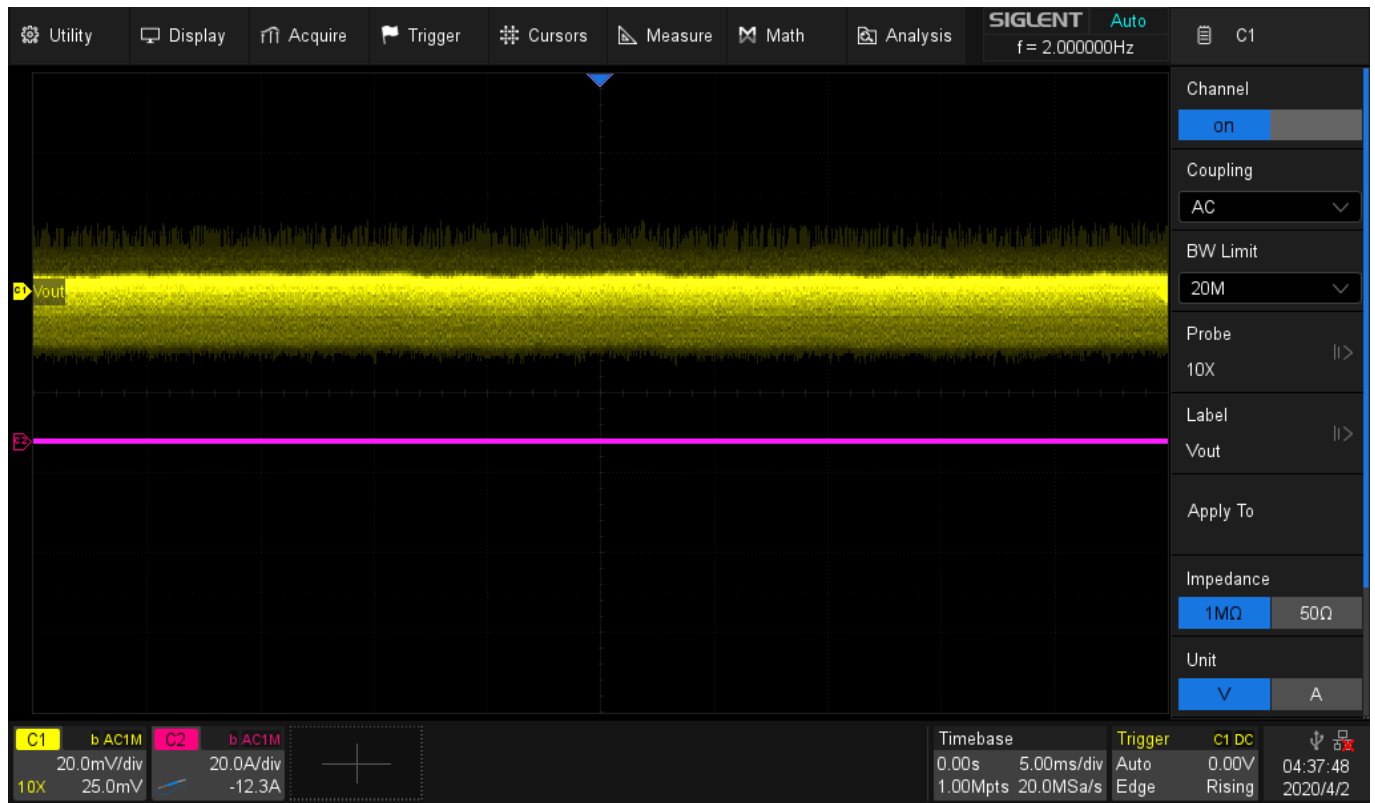 Utility Display Acquire Trigger Cursors Measure Math Analysis SIGLENT Auto
f = 2.000000Hz
C1
Channel
on
Coupling
AC
BW Limit
20M
Probe
10X
Label
Vout
Apply To
Impedance
1MΩ 50Ω
Unit
V A
C1 Vout
C2
C1 b AC1M C2 b AC1M
20.0mV/div 20.0A/div
10X 25.0mV -12.3A
Timebase
0.00s 5.00ms/div
1.00Mpts 20.0MSa/s
Trigger C1 DC
Auto 0.00V
Edge Rising
04:37:48
2020/4/2